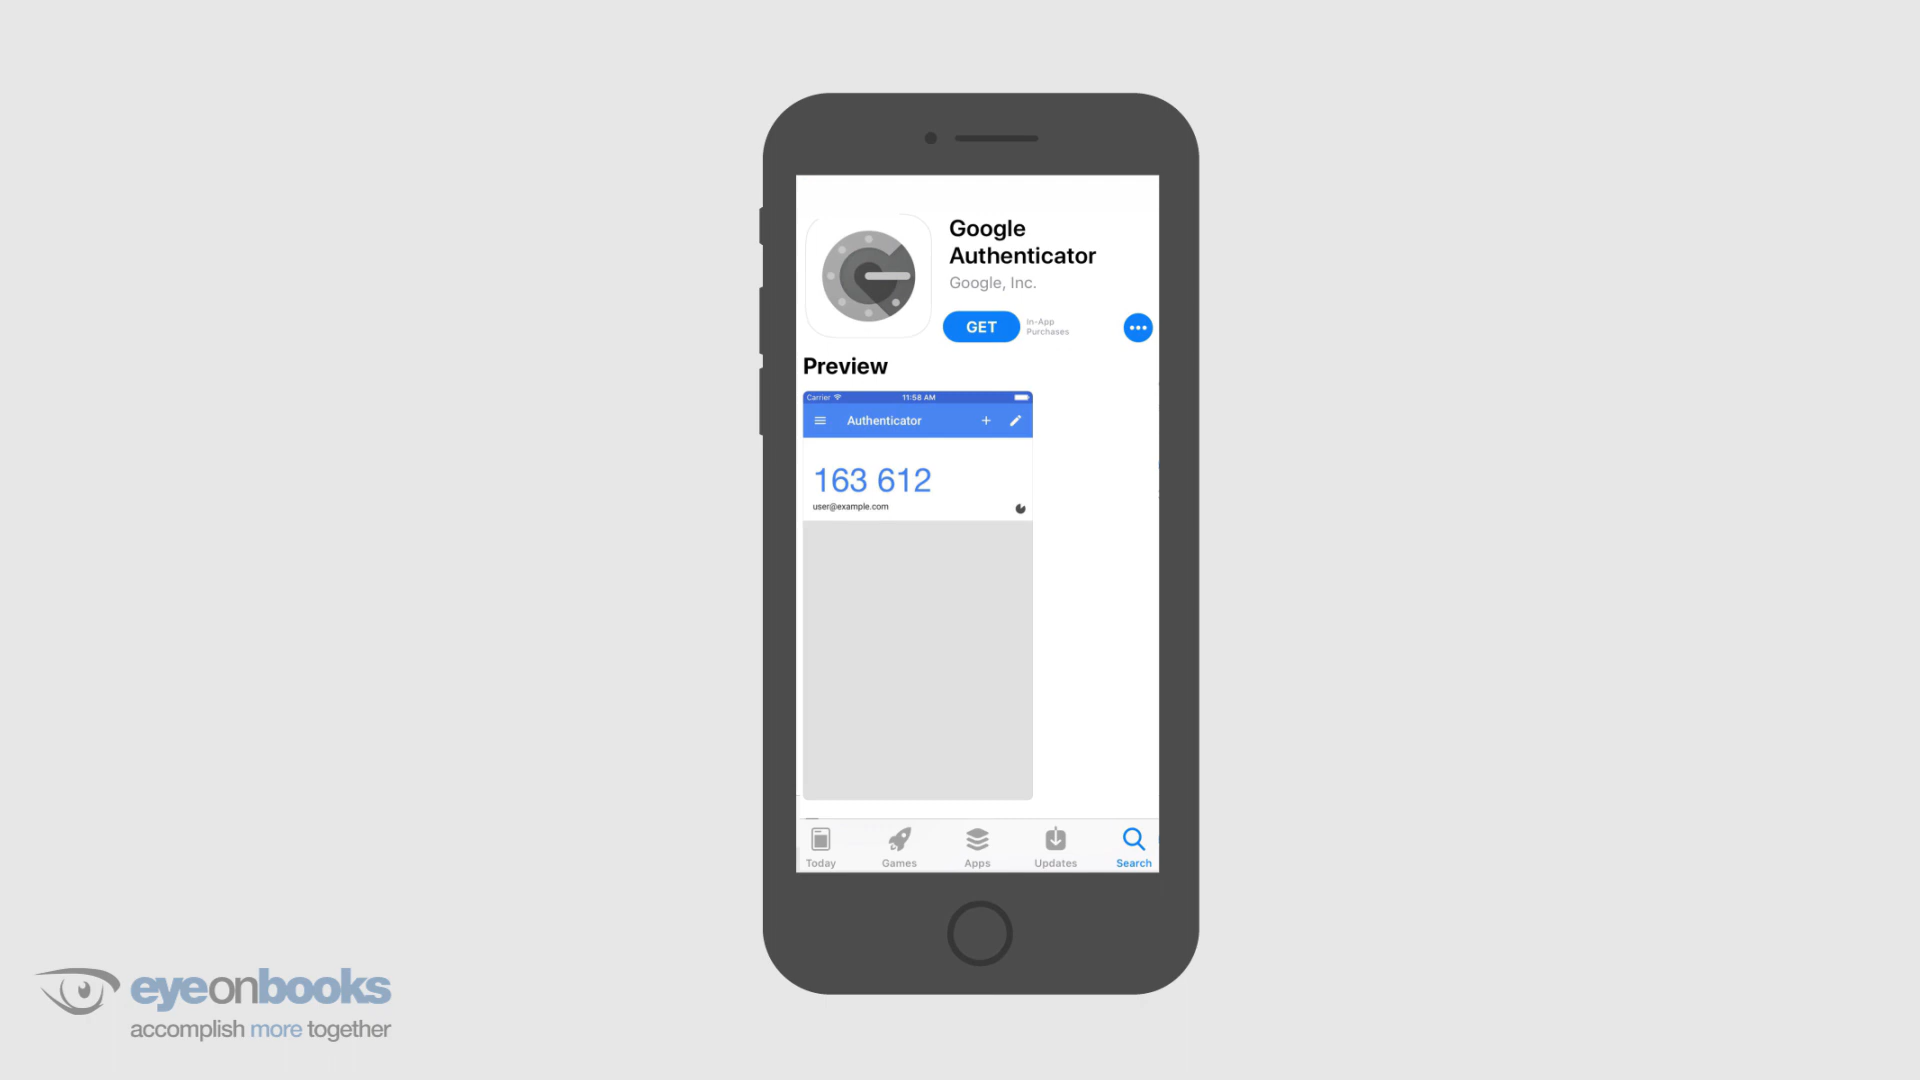 Google
Authenticator
Google, Inc.
GET
In-App
Purchases
Preview
Carrier
11:58 AM
Authenticator
163 612
user@example.com
Today
Games
Apps
Updates
Search
eyeonbooks
accomplish more together